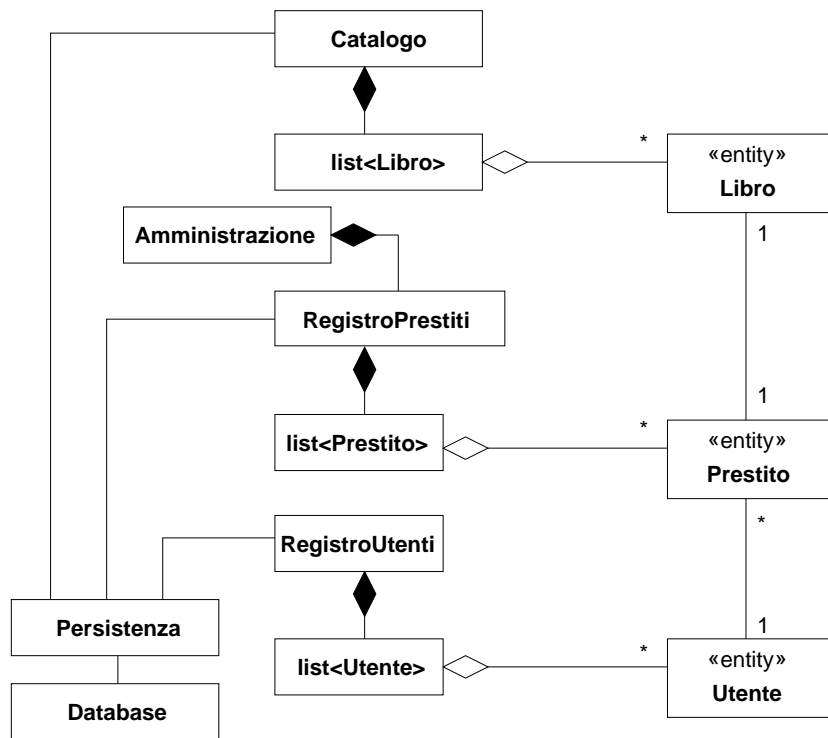 Catalogo
list<Libro>
*
«entity»
Libro
1
Amministrazione
RegistroPrestiti
1
list<Prestito>
*
«entity»
Prestito
*
RegistroUtenti
Persistenza
1
list<Utente>
*
«entity»
Utente
Database